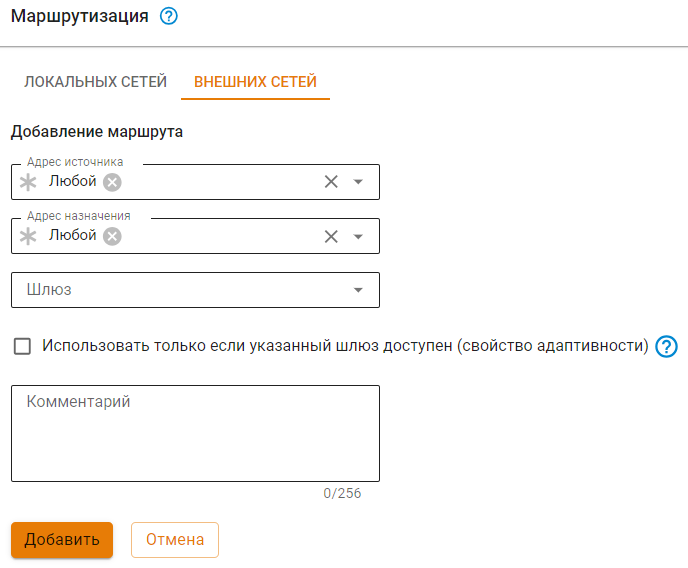 Маршрутизация
ЛОКАЛЬНЫХ СЕТЕЙ ВНЕШНИХ СЕТЕЙ
Добавление маршрута
Адрес источника
Любой
Адрес назначения
Любой
Шлюз
Использовать только если указанный шлюз доступен (свойство адаптивности)
Комментарий
0/256
Добавить Отмена